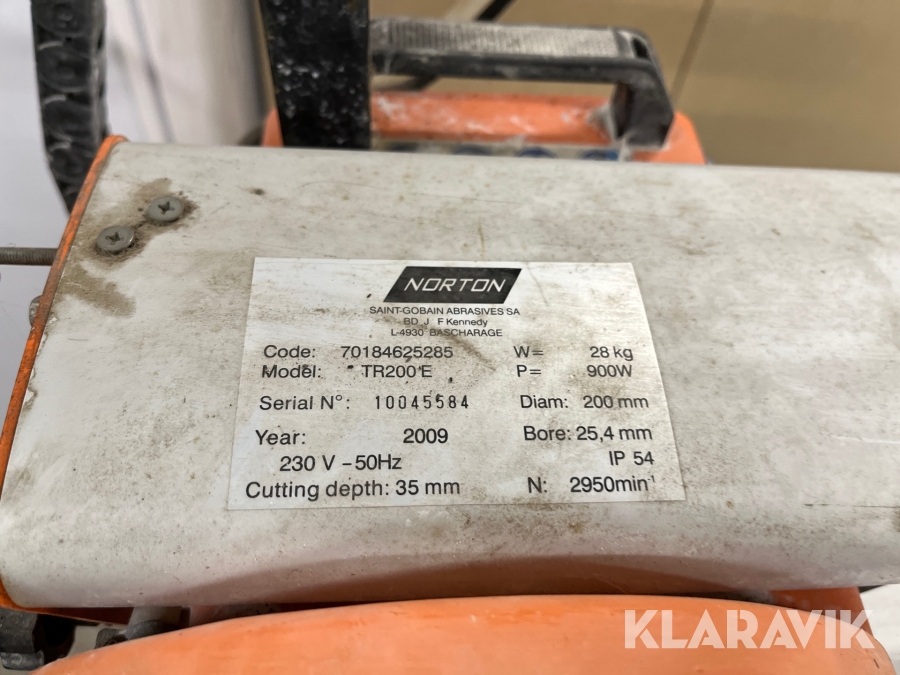 NORTON
SAINT-GOBAIN ABRASIVES SA
BD J F Kennedy
L-4930 BASCHARAGE
Code: 70184625285 W= 28 kg
Model: TR200 E P= 900W
Serial N°: 10045584 Diam: 200 mm
Year: 2009 Bore: 25,4 mm
230 V - 50Hz IP 54
Cutting depth: 35 mm N: 2950min⁻¹
KLARAVIK